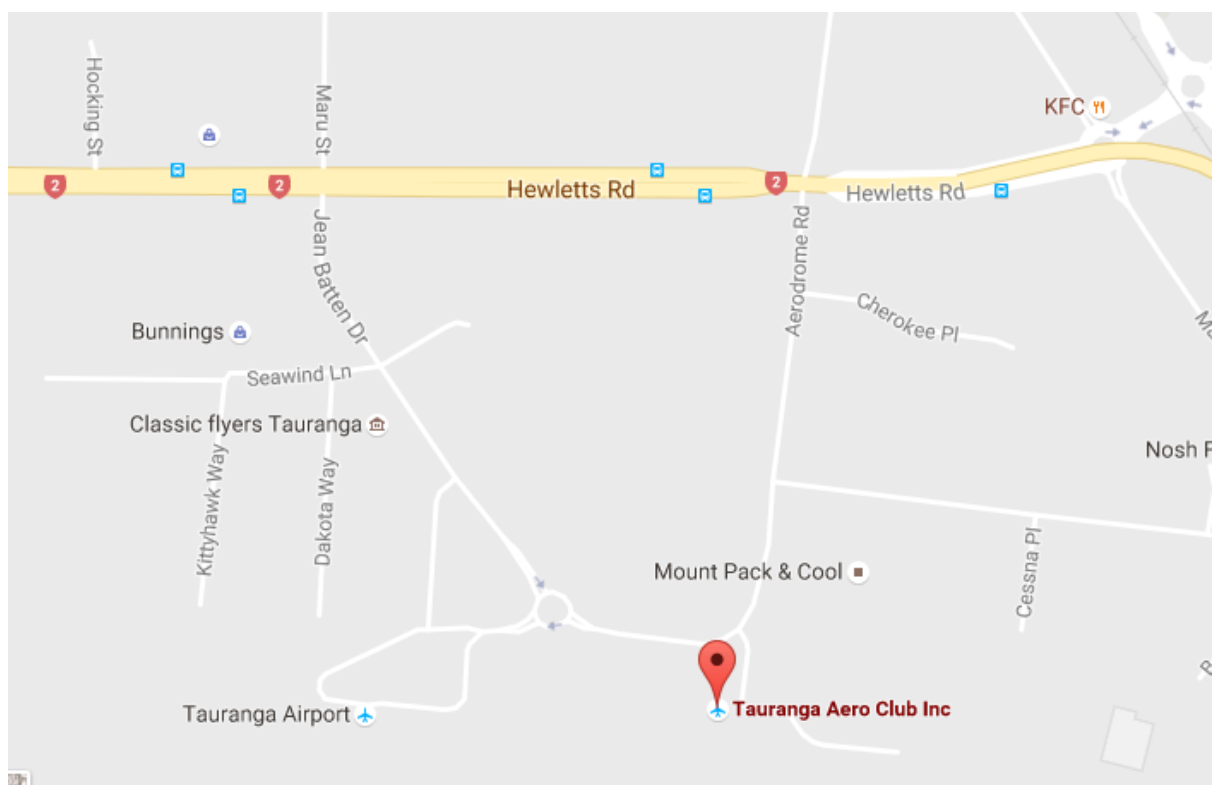 Hocking St
Maru St
KFC
2
2
Hewletts Rd
2
Hewletts Rd
Jean Batten Dr
Aerodrome Rd
Cherokee Pl
Bunnings
Seawind Ln
Classic flyers Tauranga
Nosh
Kittyhawk Way
Dakota Way
Mount Pack & Cool
Cessna Pl
Tauranga Airport
Tauranga Aero Club Inc